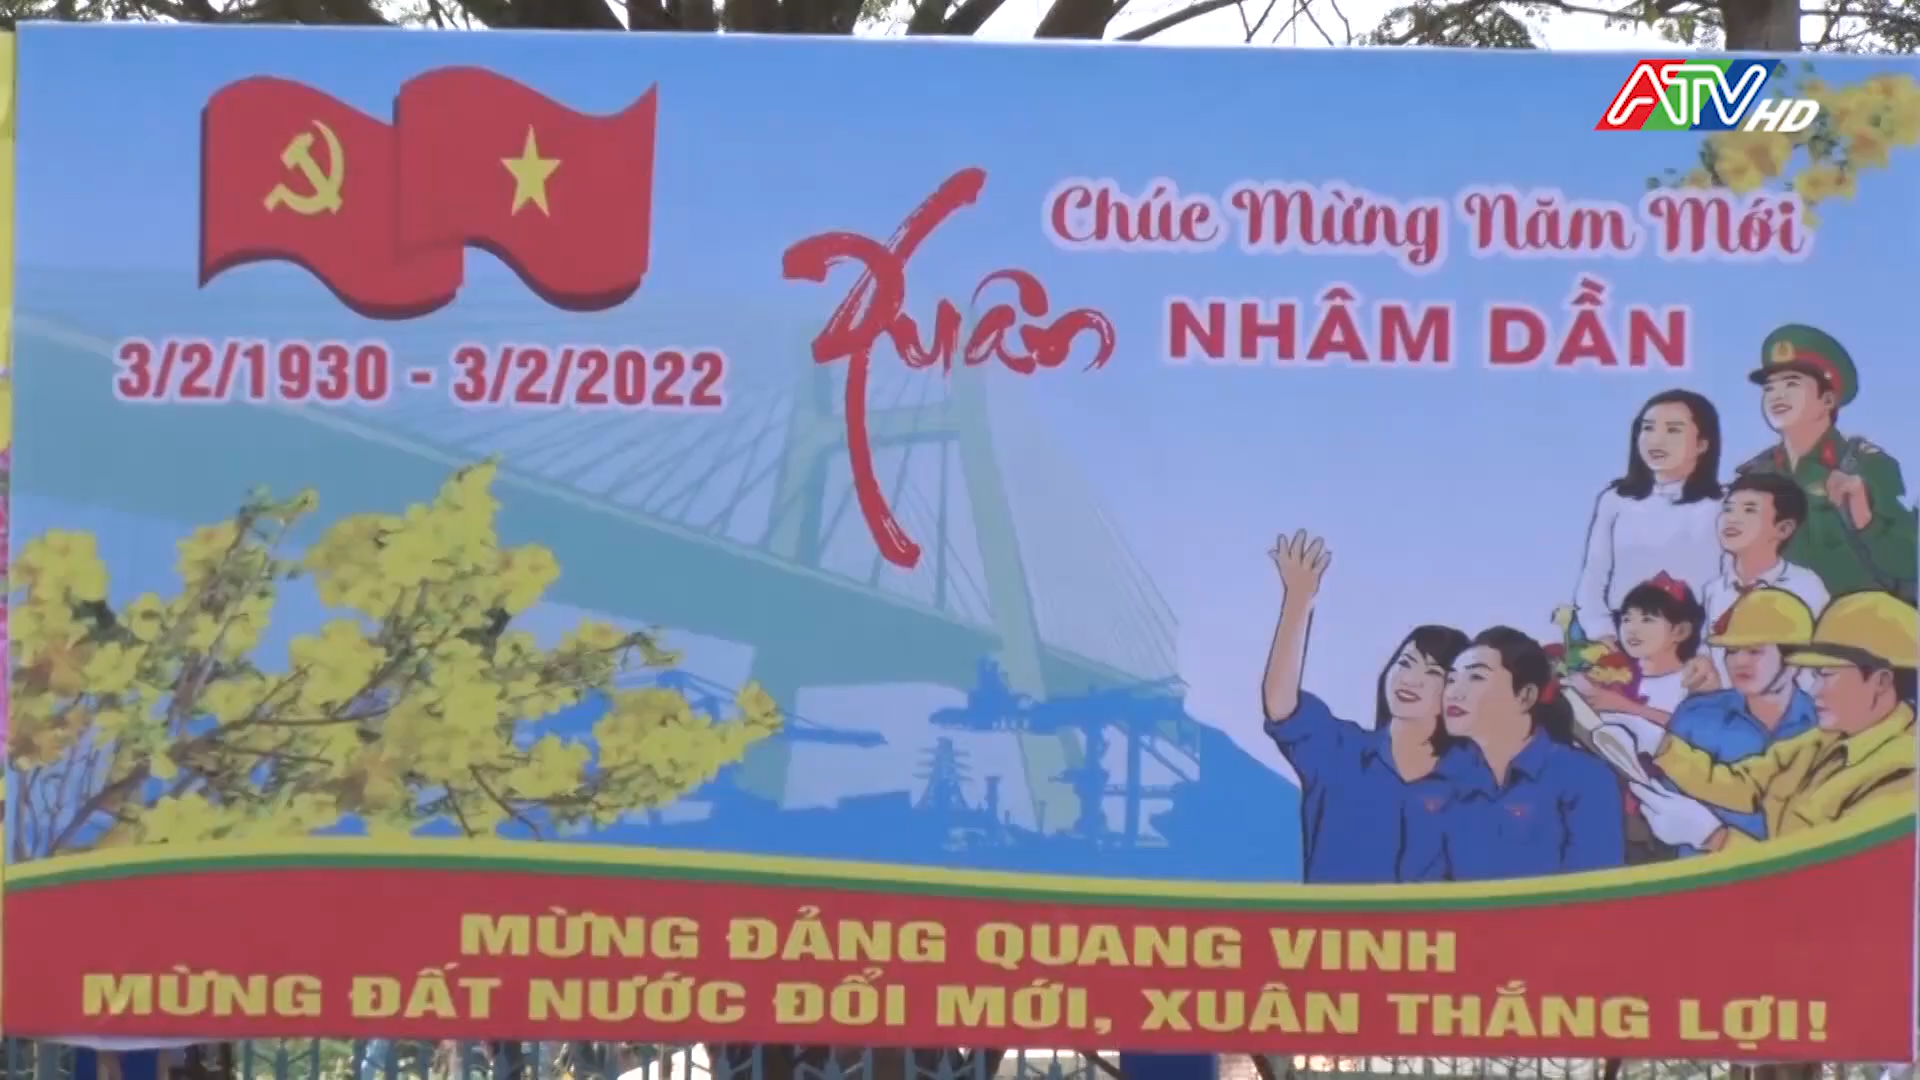 ATV HD
Chúc Mừng Năm Mới
Xuân NHÂM DẦN
3/2/1930 - 3/2/2022
MỪNG ĐẢNG QUANG VINH
MỪNG ĐẤT NƯỚC ĐỔI MỚI, XUÂN THẮNG LỢI!